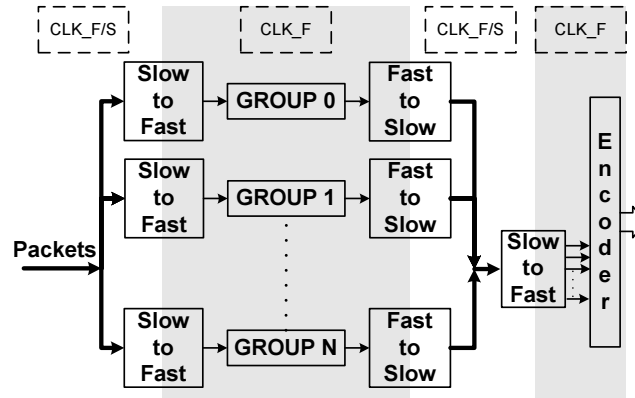 CLK_F/S
CLK_F
CLK_F/S
CLK_F
Slow
to
Fast
GROUP 0
Fast
to
Slow
Slow
to
Fast
GROUP 1
Fast
to
Slow
Packets
Slow
to
Fast
Encoder
Slow
to
Fast
GROUP N
Fast
to
Slow